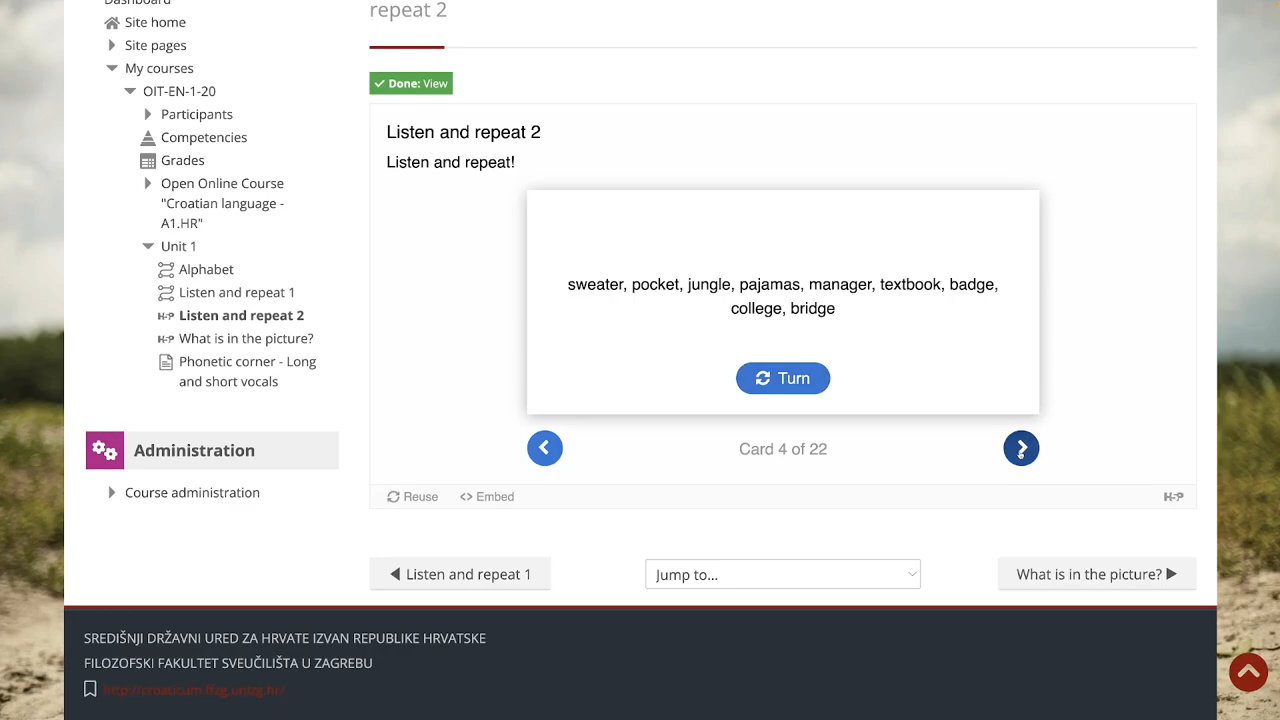 Dashboard
Site home
Site pages
My courses
OIT-EN-1-20
Participants
Competencies
Grades
Open Online Course
"Croatian language -
A1.HR"
Unit 1
Alphabet
Listen and repeat 1
Listen and repeat 2
What is in the picture?
Phonetic corner - Long
and short vocals
Administration
Course administration
repeat 2
Done: View
Listen and repeat 2
Listen and repeat!
sweater, pocket, jungle, pajamas, manager, textbook, badge,
college, bridge
Turn
Card 4 of 22
Reuse
<> Embed
H-P
Listen and repeat 1
Jump to...
What is in the picture?
SREDIŠNJI DRŽAVNI URED ZA HRVATE IZVAN REPUBLIKE HRVATSKE
FILOZOFSKI FAKULTET SVEUČILIŠTA U ZAGREBU
http://croaticum.ffzg.unizg.hr/